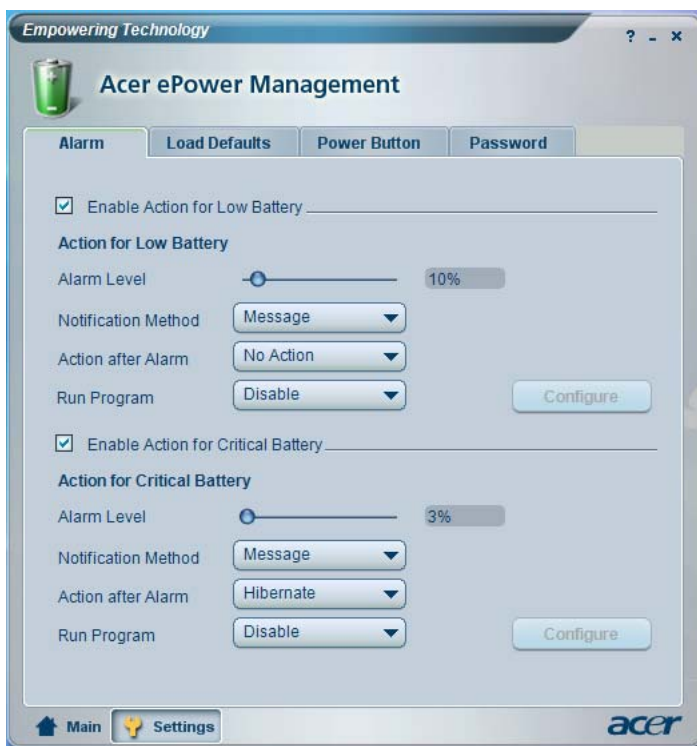 Empowering Technology
? - ×
Acer ePower Management
Alarm Load Defaults Power Button Password
Enable Action for Low Battery
Action for Low Battery
Alarm Level 10%
Notification Method Message
Action after Alarm No Action
Run Program Disable Configure
Enable Action for Critical Battery
Action for Critical Battery
Alarm Level 3%
Notification Method Message
Action after Alarm Hibernate
Run Program Disable Configure
Main Settings acer